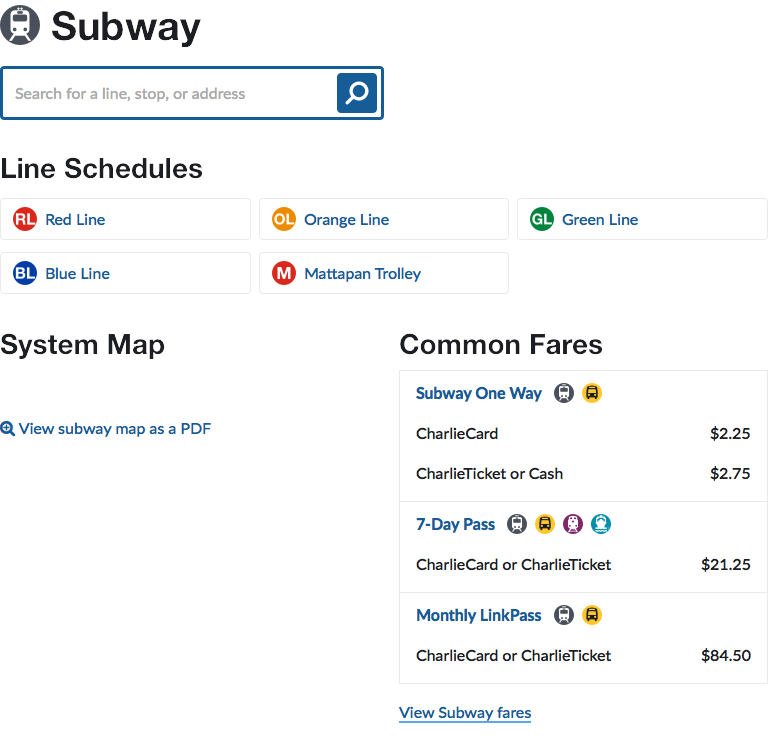 Subway
Search for a line, stop, or address
Line Schedules
RL Red Line
OL Orange Line
GL Green Line
BL Blue Line
M Mattapan Trolley
System Map
View subway map as a PDF
Common Fares
Subway One Way
CharlieCard $2.25
CharlieTicket or Cash $2.75
7-Day Pass
CharlieCard or CharlieTicket $21.25
Monthly LinkPass
CharlieCard or CharlieTicket $84.50
View Subway fares